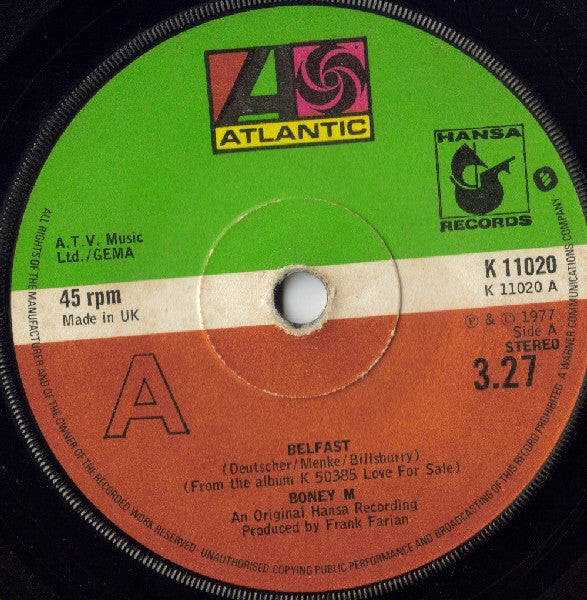 ATLANTIC
HANSA
RECORDS
A.T.V. Music
Ltd./GEMA
K 11020
K 11020 A
45 rpm
Made in UK
℗ & © 1977
Side A
STEREO
3.27
A
BELFAST
(Deutscher/Menke/Billsburry)
(From the album K 50385 Love For Sale)
BONEY M
An Original Hansa Recording
Produced by Frank Farian
ALL RIGHTS OF THE MANUFACTURER AND OF THE OWNER OF THE RECORDED WORK RESERVED. UNAUTHORISED COPYING PUBLIC PERFORMANCE AND BROADCASTING OF THIS RECORD PROHIBITED. A WARNER COMMUNICATIONS COMPANY